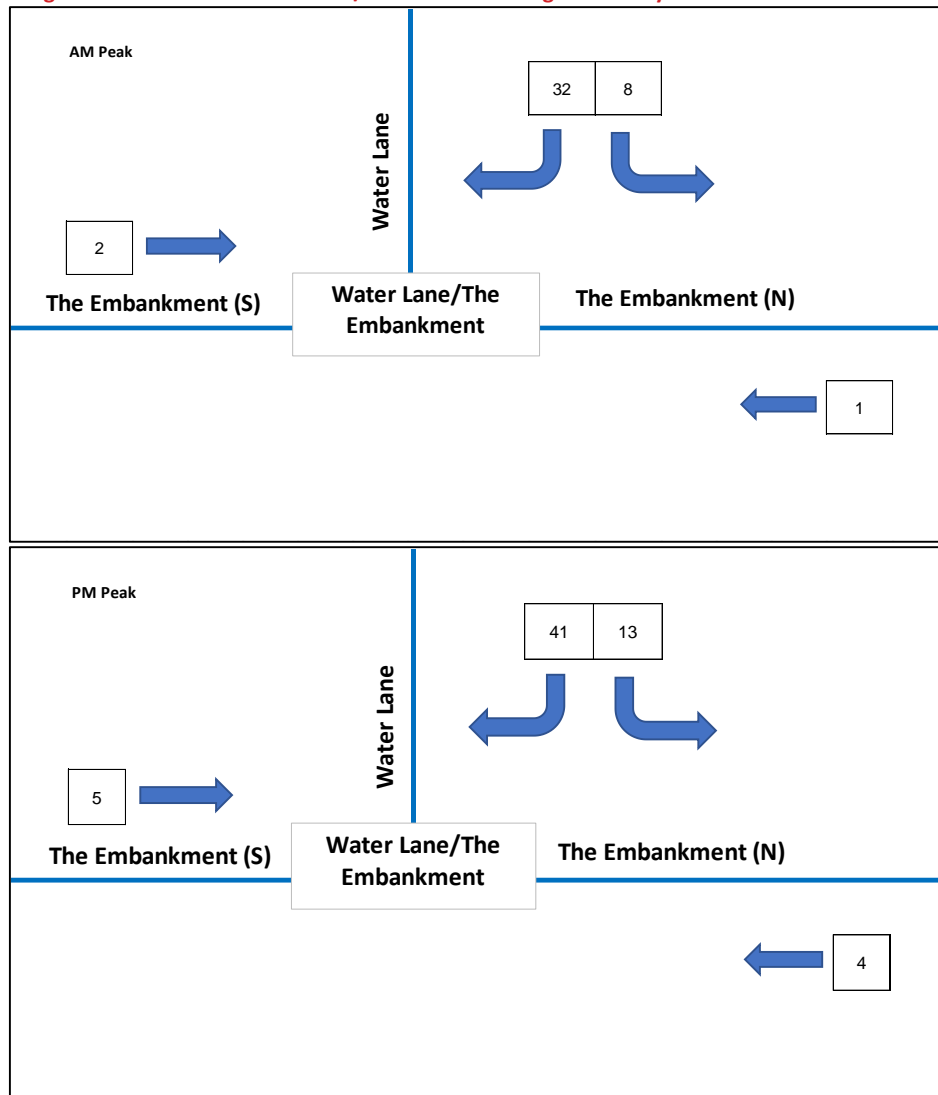 AM Peak
32 8
Water Lane
2
The Embankment (S)
Water Lane/The
Embankment
The Embankment (N)
1
PM Peak
41 13
Water Lane
5
The Embankment (S)
Water Lane/The
Embankment
The Embankment (N)
4